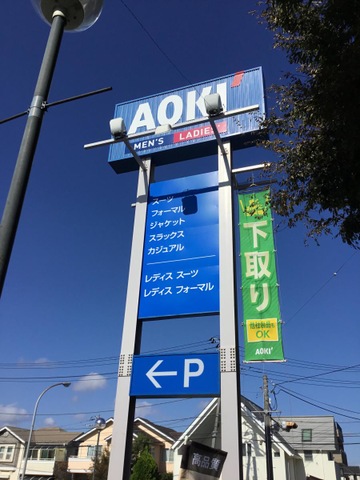 AOKI'
MEN'S LADIES'
スーツ
フォーマル
ジャケット
スラックス
カジュアル
レディス スーツ
レディス フォーマル
← P
下取り
OK
AOKI'
高品質